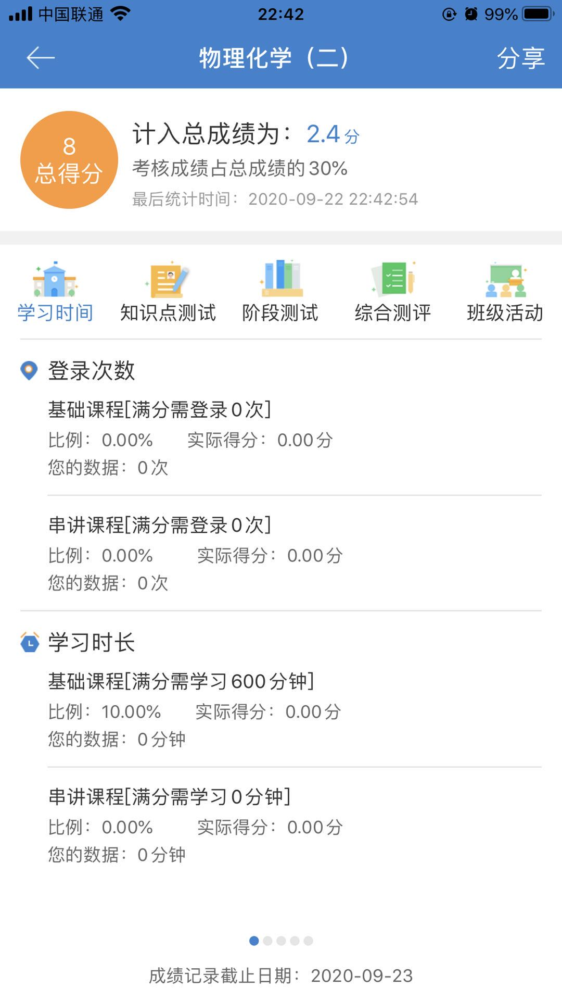 中国联通 22:42 99%
物理化学（二） 分享
8
总得分
计入总成绩为：2.4分
考核成绩占总成绩的30%
最后统计时间：2020-09-22 22:42:54
学习时间 知识点测试 阶段测试 综合测评 班级活动
登录次数
基础课程[满分需登录0次]
比例：0.00% 实际得分：0.00分
您的数据：0次
串讲课程[满分需登录0次]
比例：0.00% 实际得分：0.00分
您的数据：0次
学习时长
基础课程[满分需学习600分钟]
比例：10.00% 实际得分：0.00分
您的数据：0分钟
串讲课程[满分需学习0分钟]
比例：0.00% 实际得分：0.00分
您的数据：0分钟
成绩记录截止日期：2020-09-23